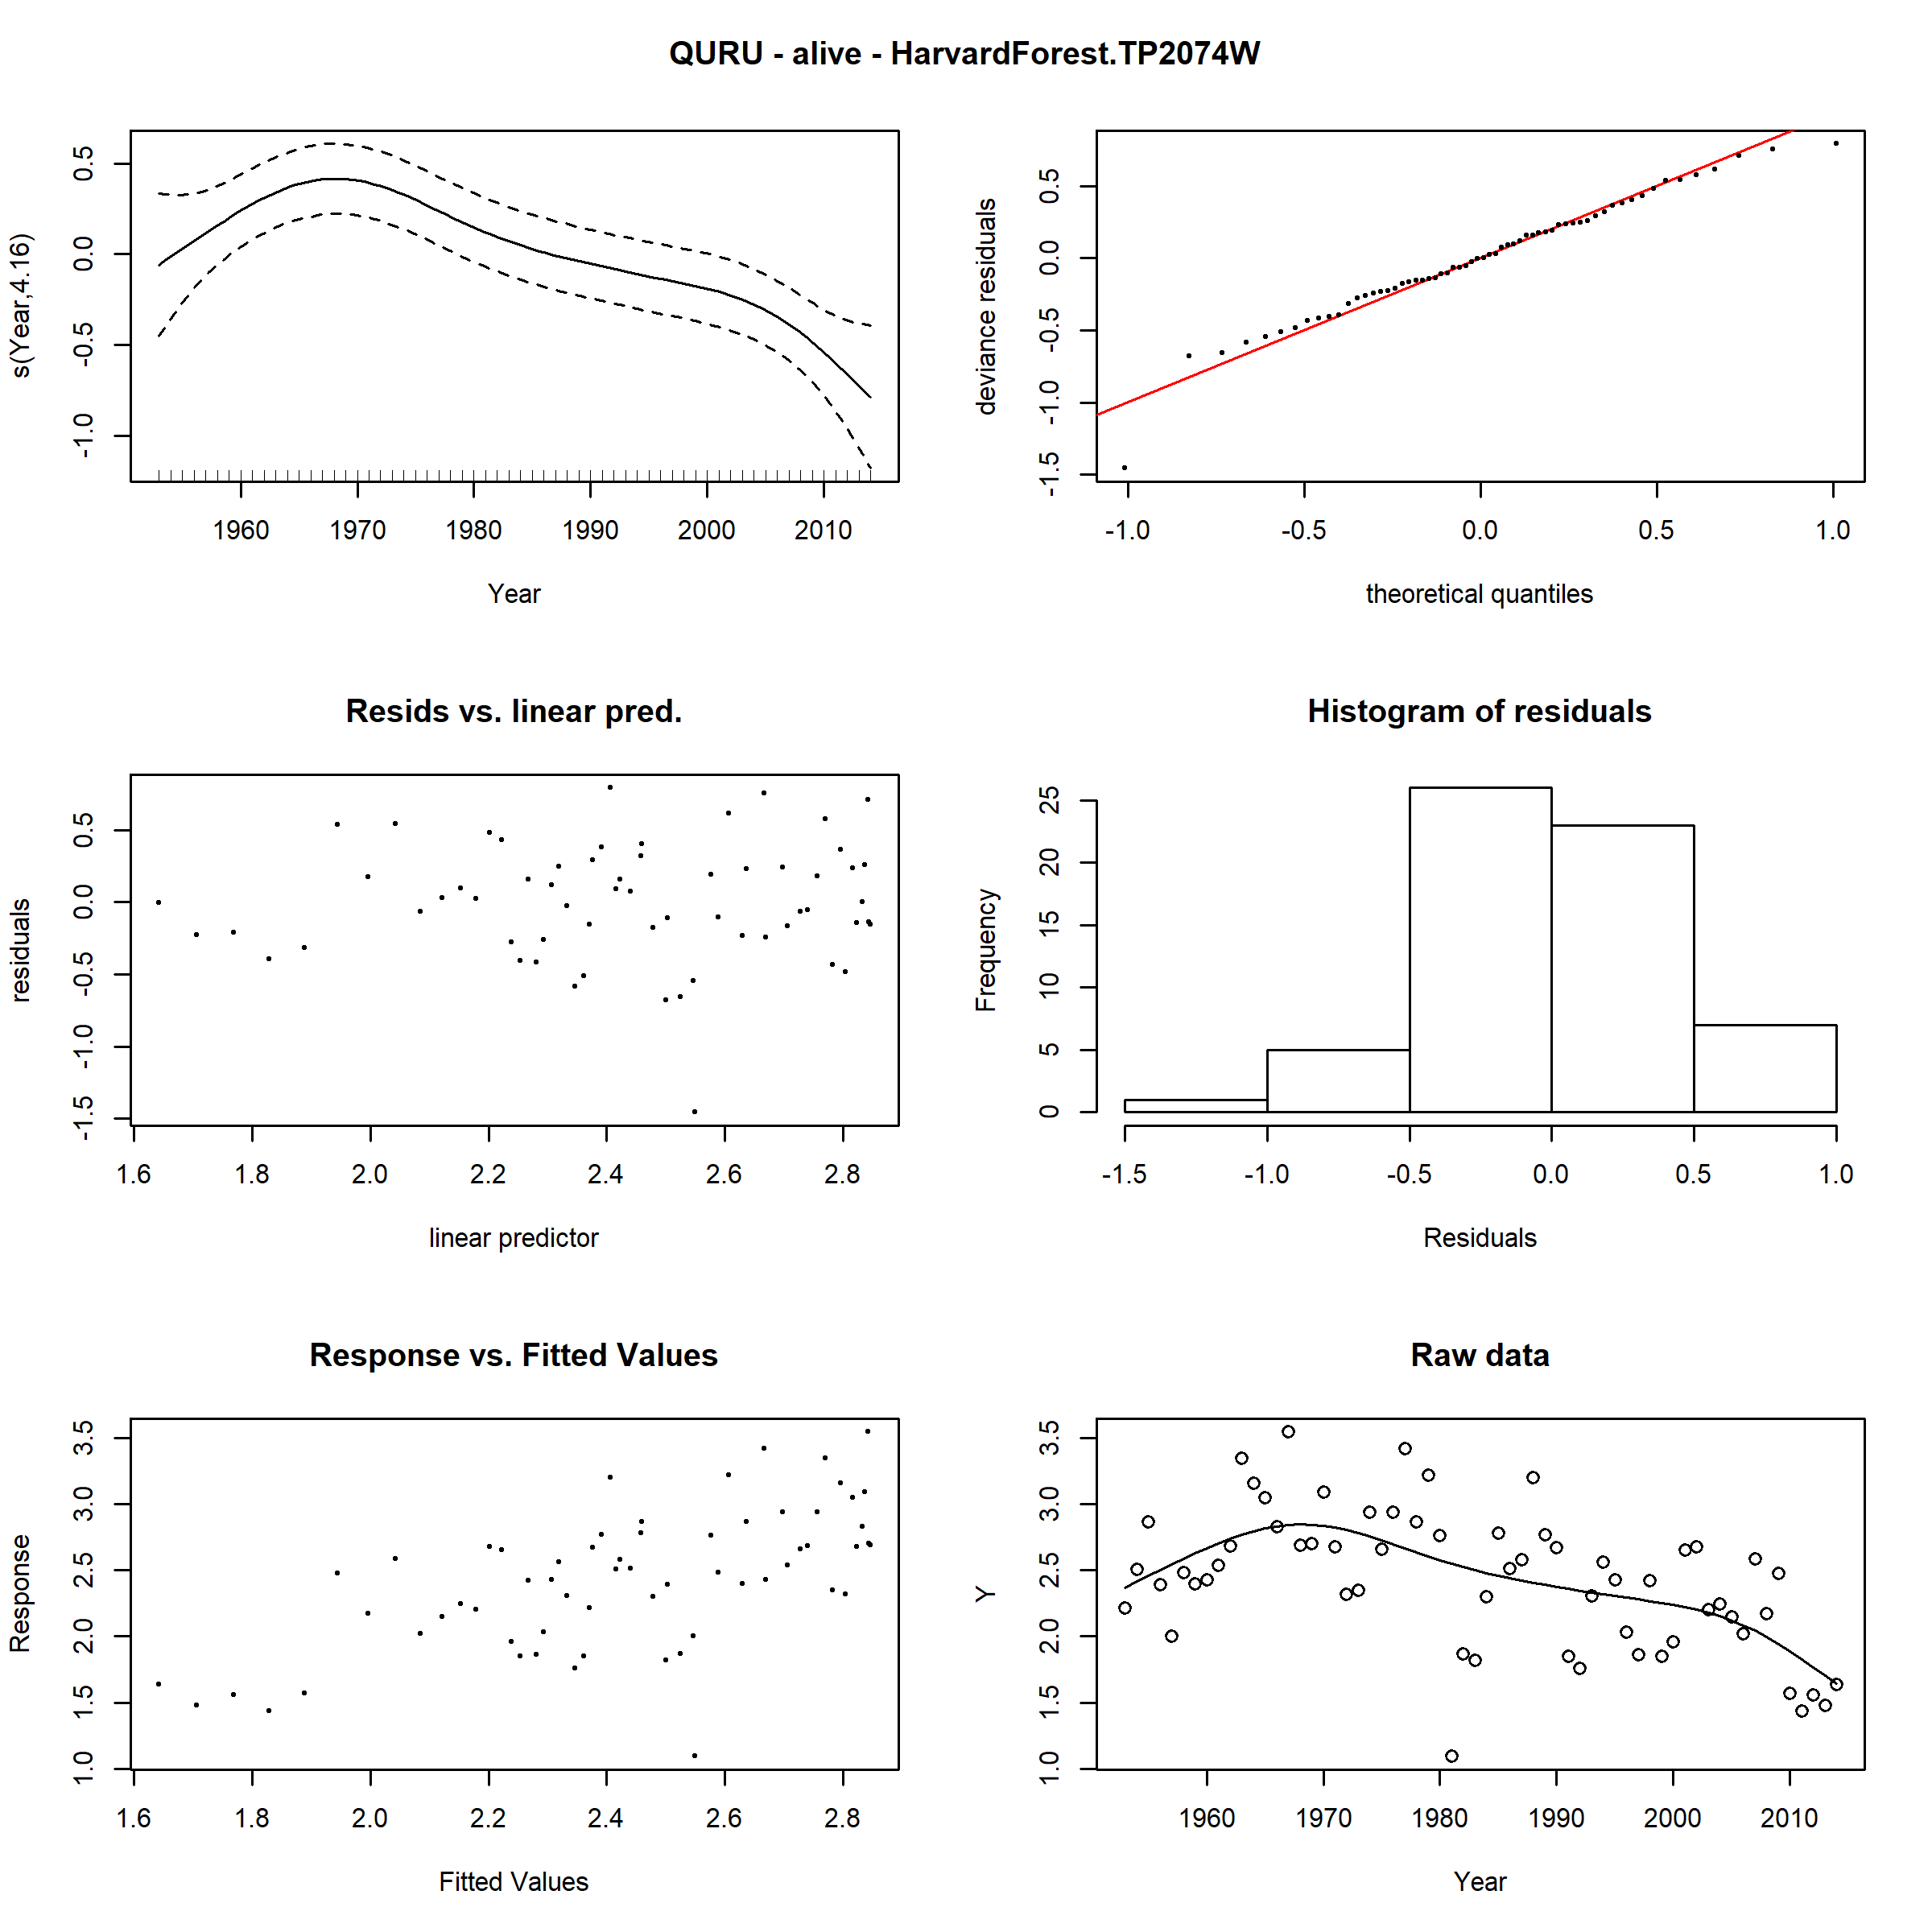 QURU - alive - HarvardForest.TP2074W
s(Year,4.16)
0.5
0.0
-0.5
-1.0
1960 1970 1980 1990 2000 2010
Year
deviance residuals
0.5
0.0
-0.5
-1.0
-1.5
-1.0 -0.5 0.0 0.5 1.0
theoretical quantiles
Resids vs. linear pred.
residuals
0.5
0.0
-0.5
-1.0
-1.5
1.6 1.8 2.0 2.2 2.4 2.6 2.8
linear predictor
Histogram of residuals
Frequency
25
20
15
10
5
0
-1.5 -1.0 -0.5 0.0 0.5 1.0
Residuals
Response vs. Fitted Values
Response
3.5
3.0
2.5
2.0
1.5
1.0
1.6 1.8 2.0 2.2 2.4 2.6 2.8
Fitted Values
Raw data
Y
3.5
3.0
2.5
2.0
1.5
1.0
1960 1970 1980 1990 2000 2010
Year